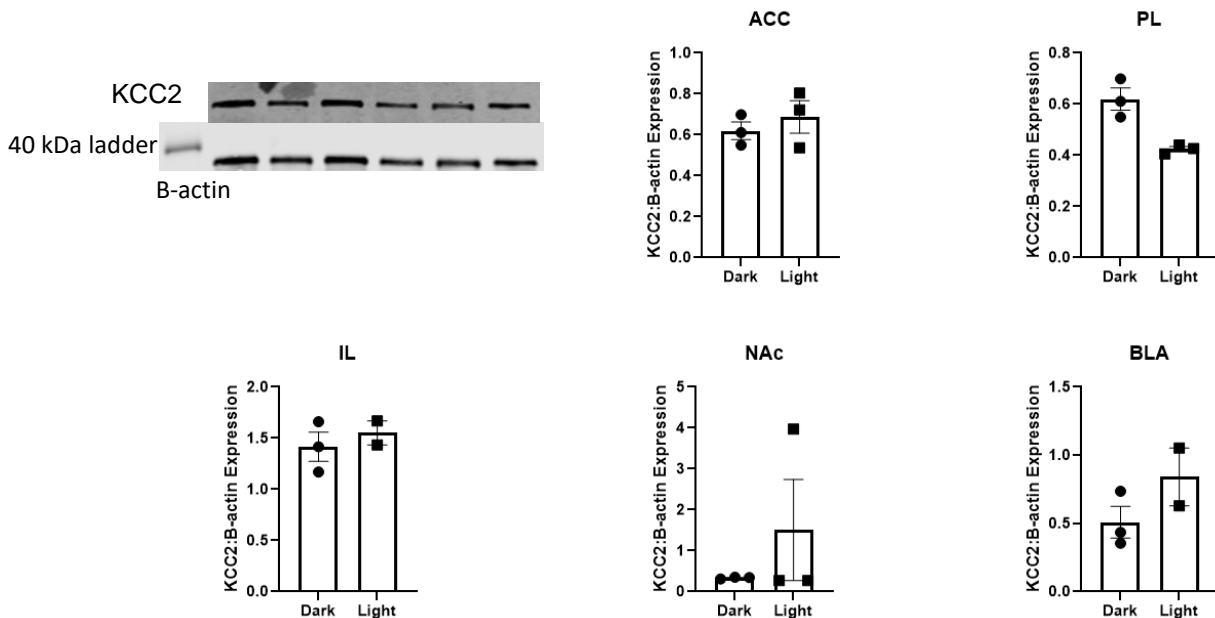 KCC2
40 kDa ladder
B-actin
ACC
KCC2:B-actin Expression
1.0
0.8
0.6
0.4
0.2
0.0
Dark Light
PL
KCC2:B-actin Expression
0.8
0.6
0.4
0.2
0.0
Dark Light
IL
KCC2:B-actin Expression
2.0
1.5
1.0
0.5
0.0
Dark Light
NAc
KCC2:B-actin Expression
5
4
3
2
1
0
Dark Light
BLA
KCC2:B-actin Expression
1.5
1.0
0.5
0.0
Dark Light